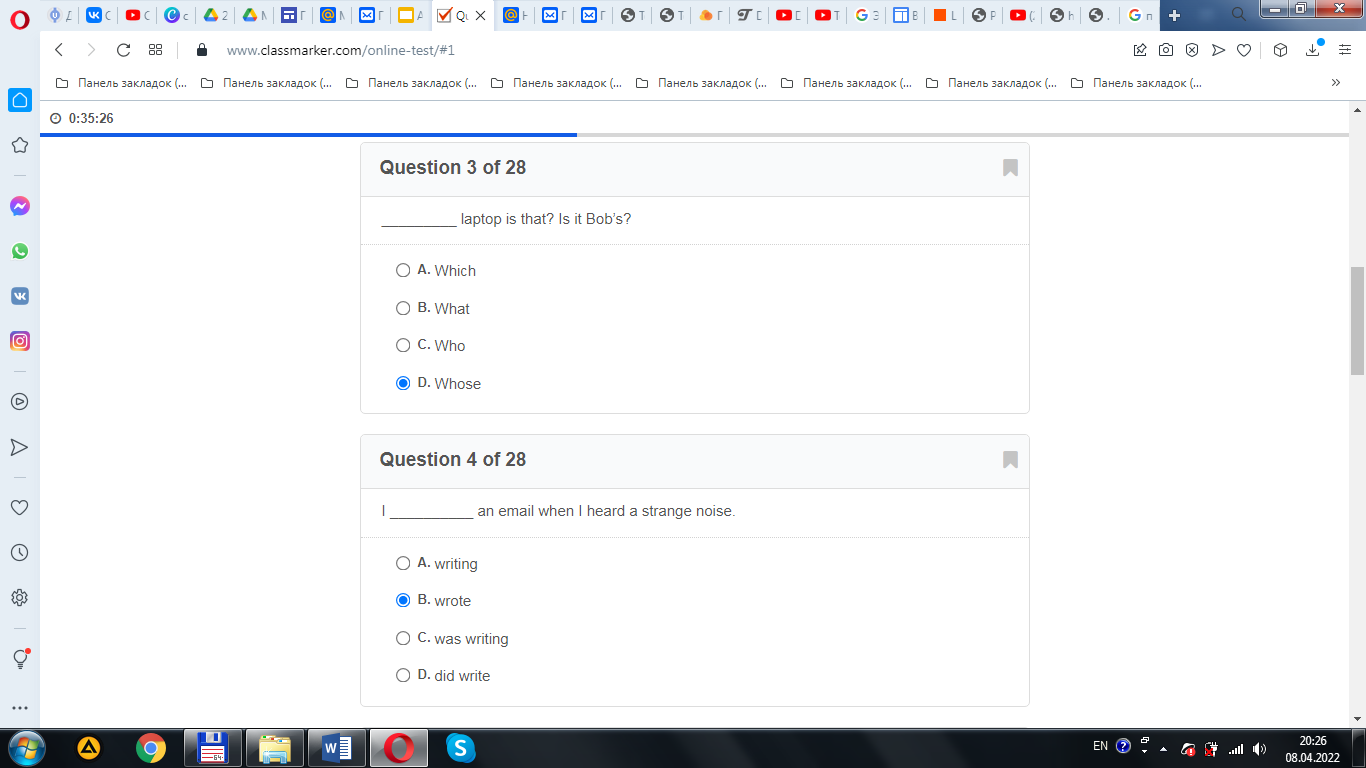 www.classmarker.com/online-test/#1
Панель закладок (... Панель закладок (... Панель закладок (... Панель закладок (... Панель закладок (... Панель закладок (... Панель закладок (... Панель закладок (...
0:35:26
Question 3 of 28
_________ laptop is that? Is it Bob's?
A. Which
B. What
C. Who
D. Whose
Question 4 of 28
I __________ an email when I heard a strange noise.
A. writing
B. wrote
C. was writing
D. did write
EN
20:26
08.04.2022